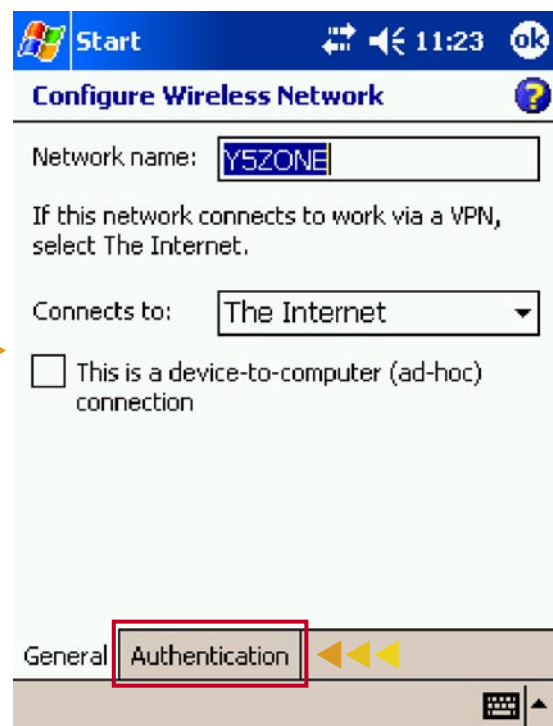 Start 11:23 ok
Configure Wireless Network ?
Network name: Y5ZONE
If this network connects to work via a VPN,
select The Internet.
Connects to: The Internet
This is a device-to-computer (ad-hoc)
connection
General Authentication